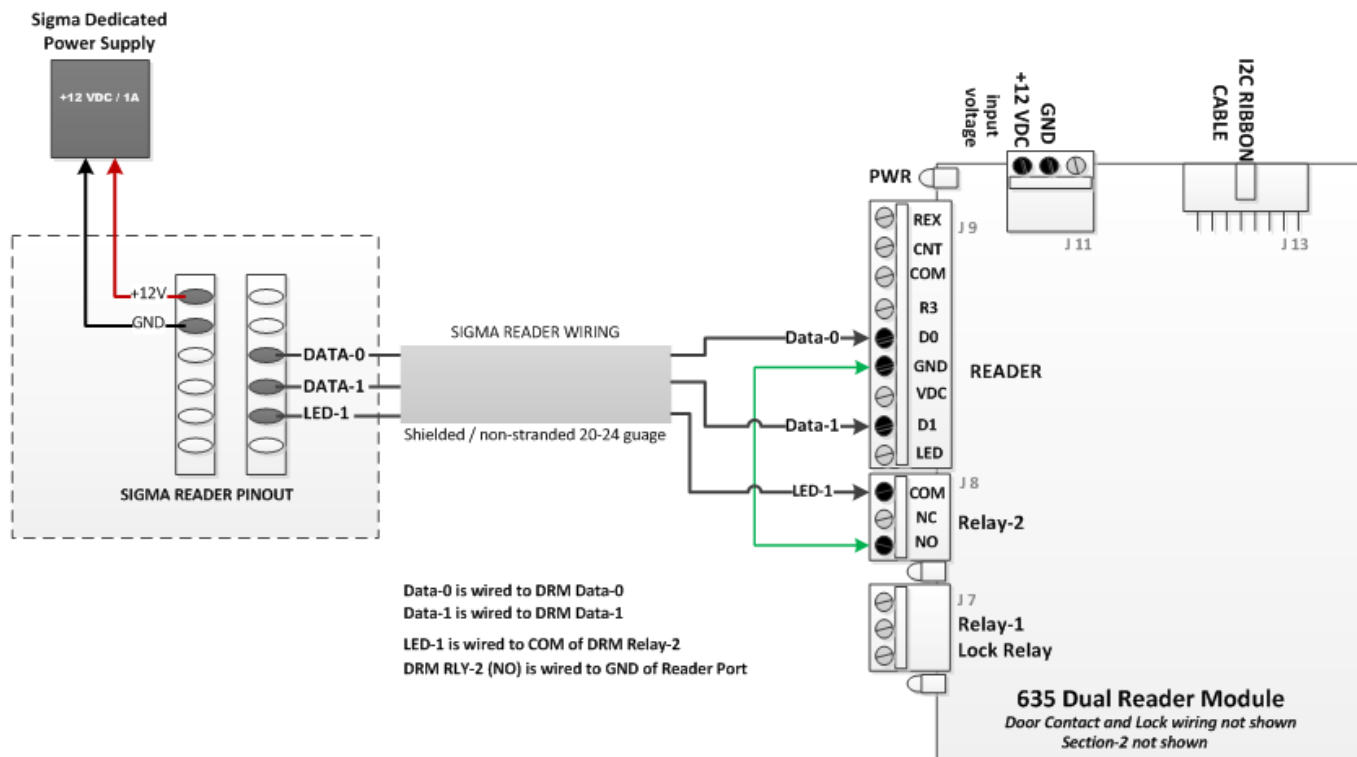 Sigma Dedicated
Power Supply
+12 VDC / 1A
+12V
GND
DATA-0
DATA-1
LED-1
SIGMA READER PINOUT
SIGMA READER WIRING
Shielded / non-stranded 20-24 guage
Data-0
Data-1
LED-1
Data-0 is wired to DRM Data-0
Data-1 is wired to DRM Data-1
LED-1 is wired to COM of DRM Relay-2
DRM RLY-2 (NO) is wired to GND of Reader Port
input
voltage
+12 VDC
GND
J 11
I2C RIBBON
CABLE
J 13
PWR
J 9
REX
CNT
COM
R3
D0
GND
VDC
D1
LED
READER
J 8
COM
NC
NO
Relay-2
J 7
Relay-1
Lock Relay
635 Dual Reader Module
Door Contact and Lock wiring not shown
Section-2 not shown